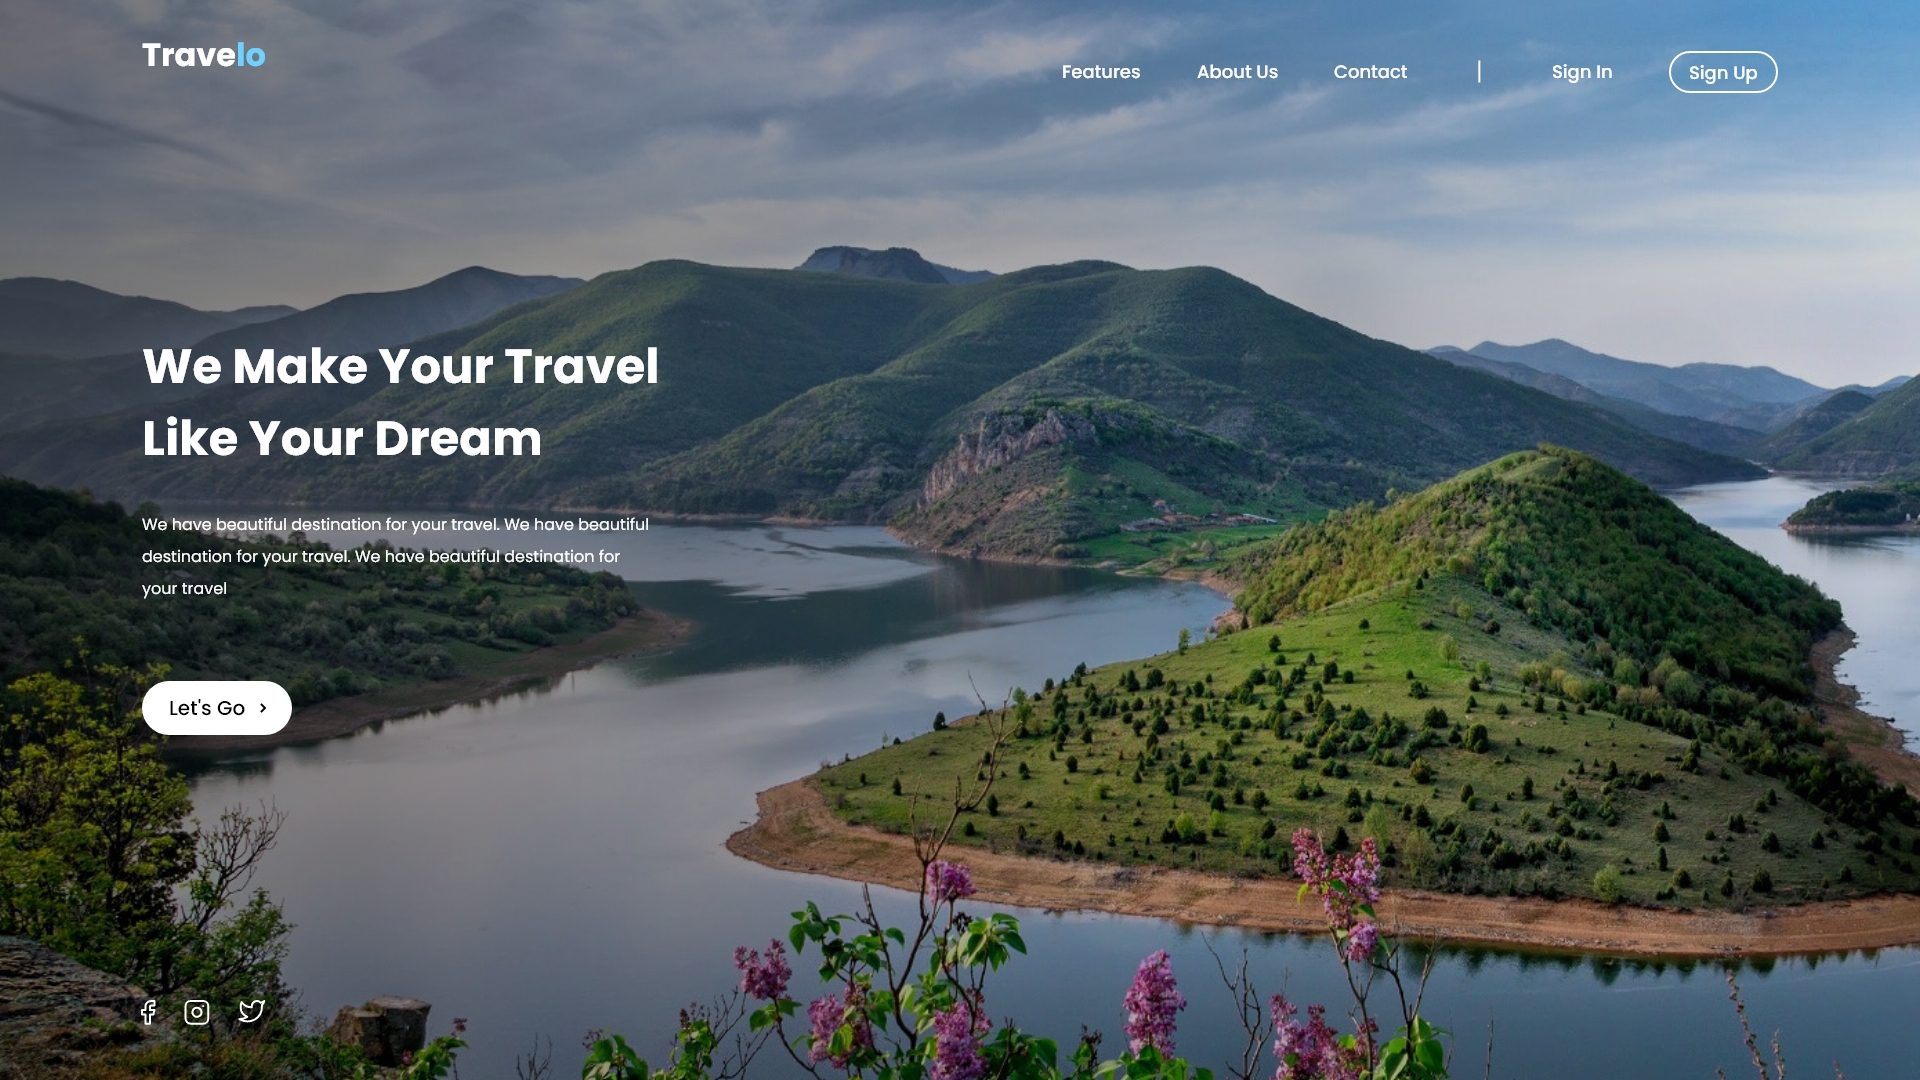 Travelo
Features About Us Contact | Sign In Sign Up
We Make Your Travel
Like Your Dream
We have beautiful destination for your travel. We have beautiful
destination for your travel. We have beautiful destination for
your travel
Let's Go